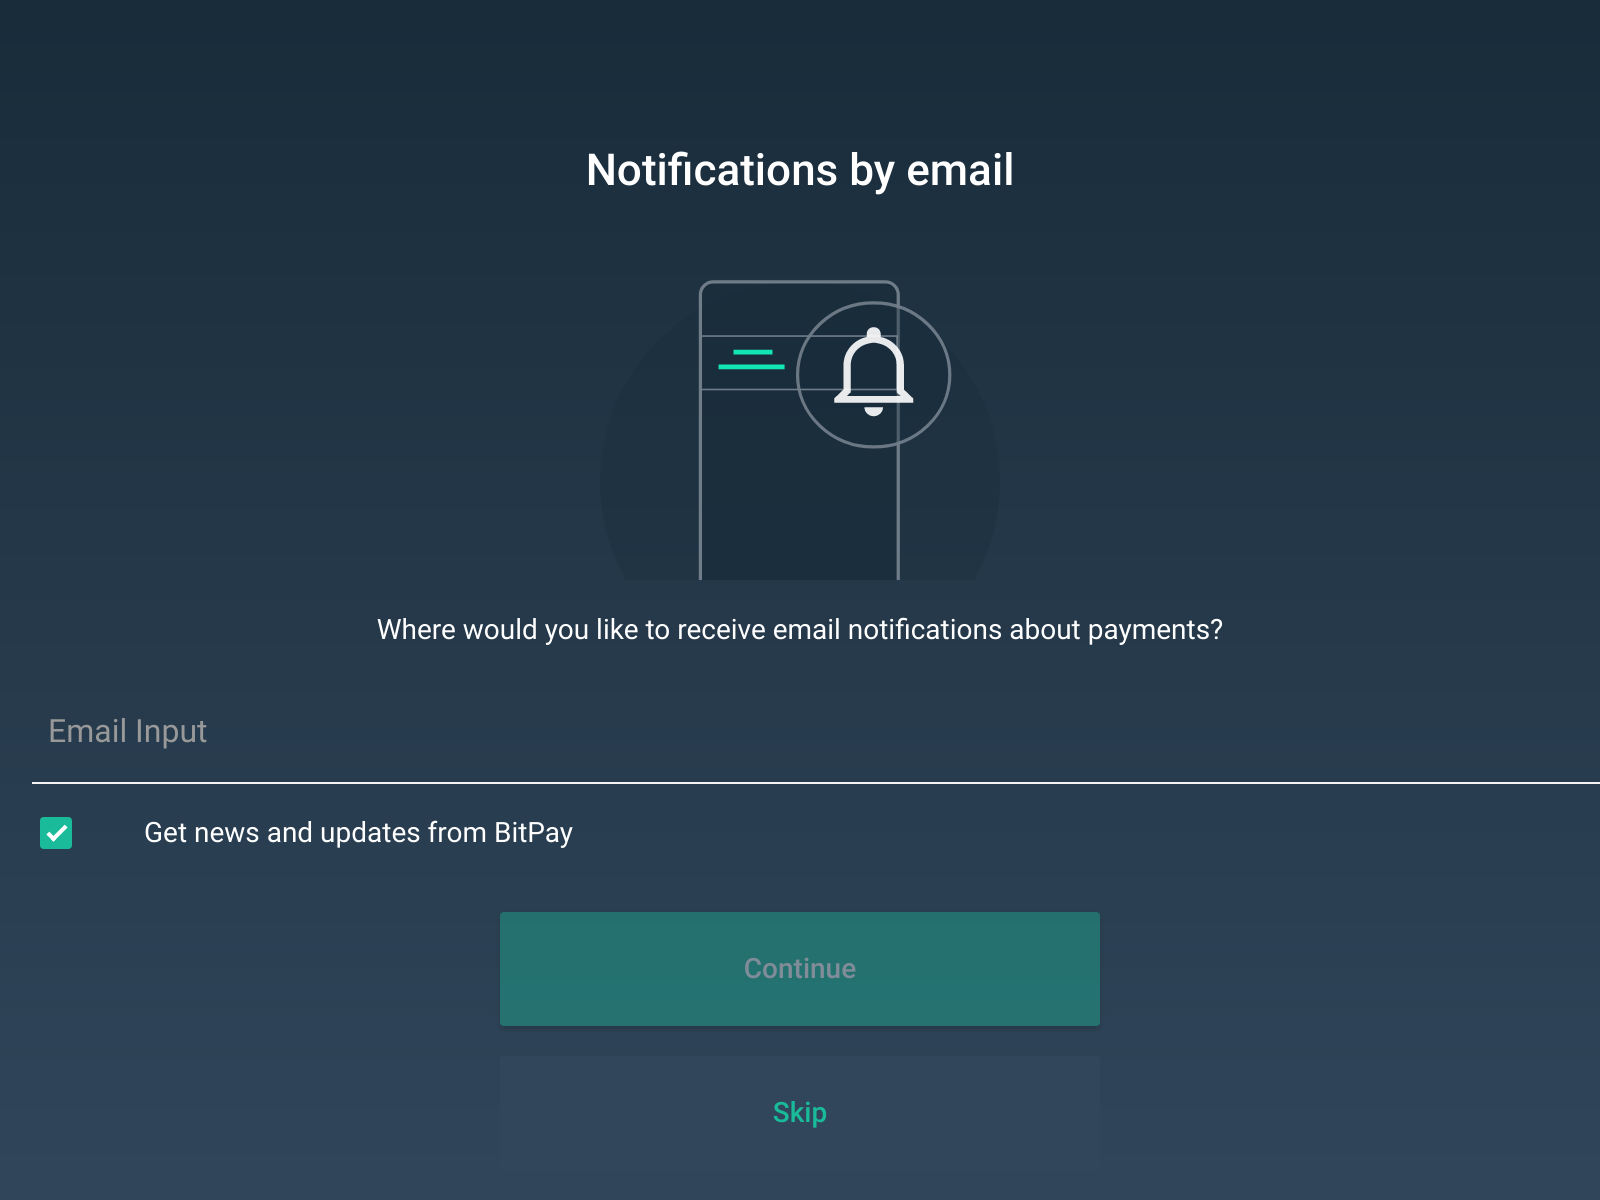 Notifications by email
Where would you like to receive email notifications about payments?
Email Input
Get news and updates from BitPay
Continue
Skip